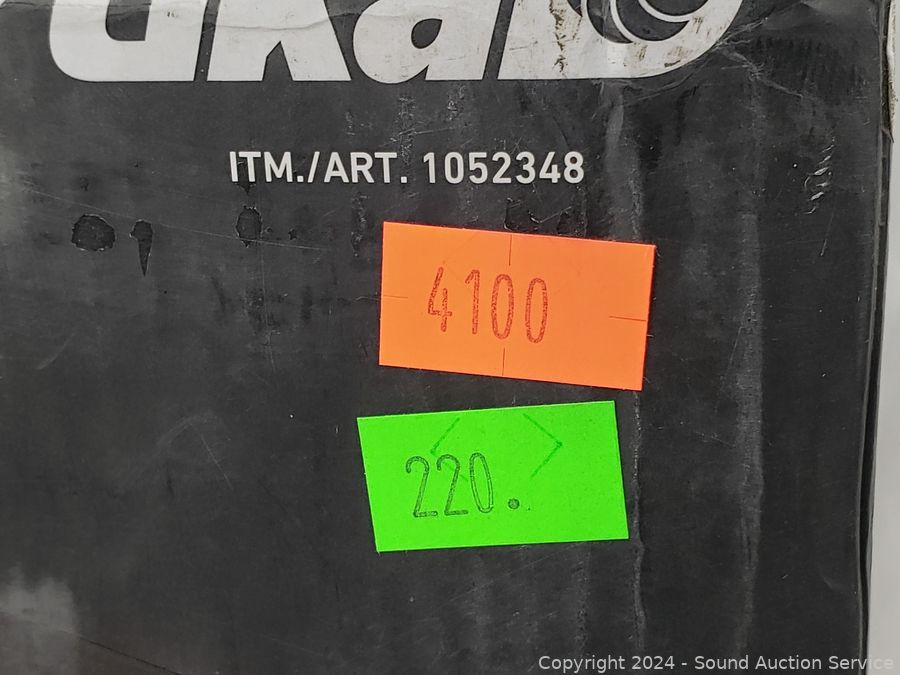 ITM./ART. 1052348
4100
220.
Copyright 2024 - Sound Auction Service